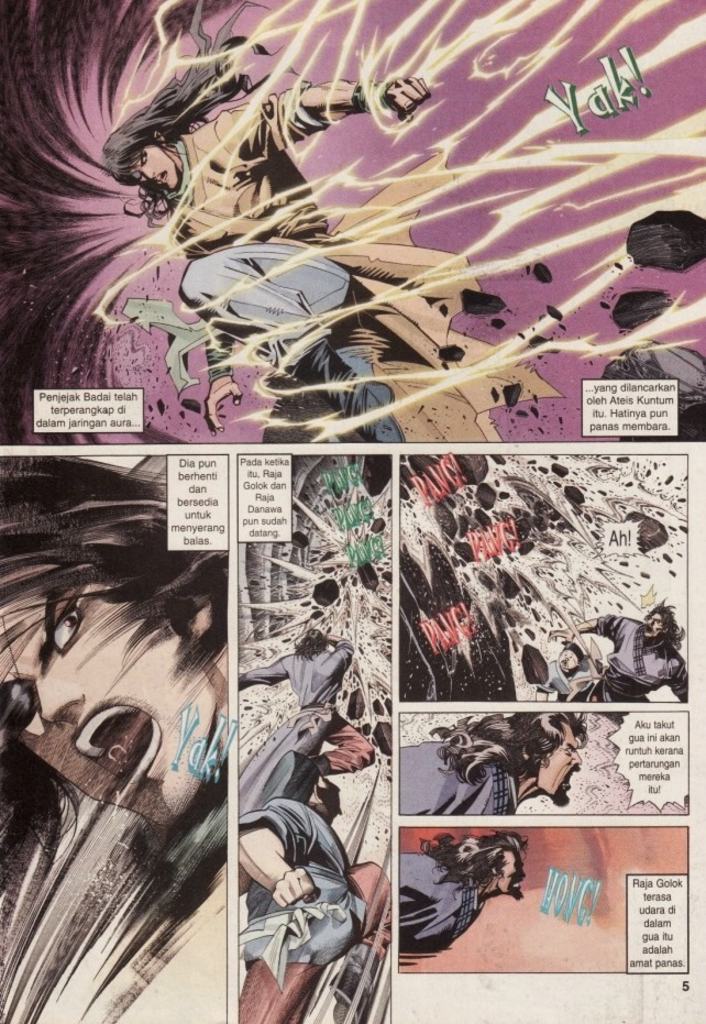 Yak!
Penjejak Badai telah
terperangkap di
dalam jaringan aura...
...yang dilancarkan
oleh Ateis Kuntum
itu. Hatinya pun
panas membara.
Dia pun
berhenti
dan
bersedia
untuk
menyerang
balas.
Yak!
Pada ketika
itu, Raja
Golok dan
Raja
Danawa
pun sudah
datang.
PANG!
PANG!
PANG!
PANG!
PANG!
PANG!
Ah!
Aku takut
gua ini akan
runtuh kerana
pertarungan
mereka
itu!
HONG!
Raja Golok
terasa
udara di
dalam
gua itu
adalah
amat panas.
5